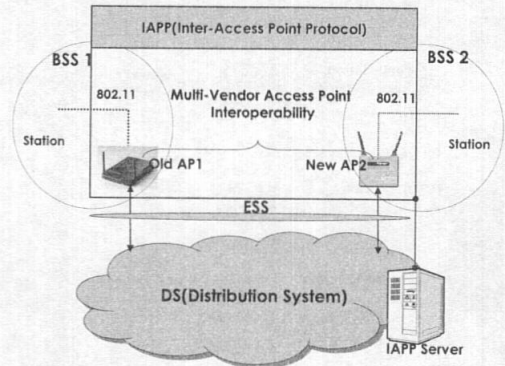 IAPP(Inter-Access Point Protocol)
BSS 1
BSS 2
802.11
Multi-Vendor Access Point
Interoperability
802.11
Station
Station
Old AP1
New AP2
ESS
DS(Distribution System)
IAPP Server